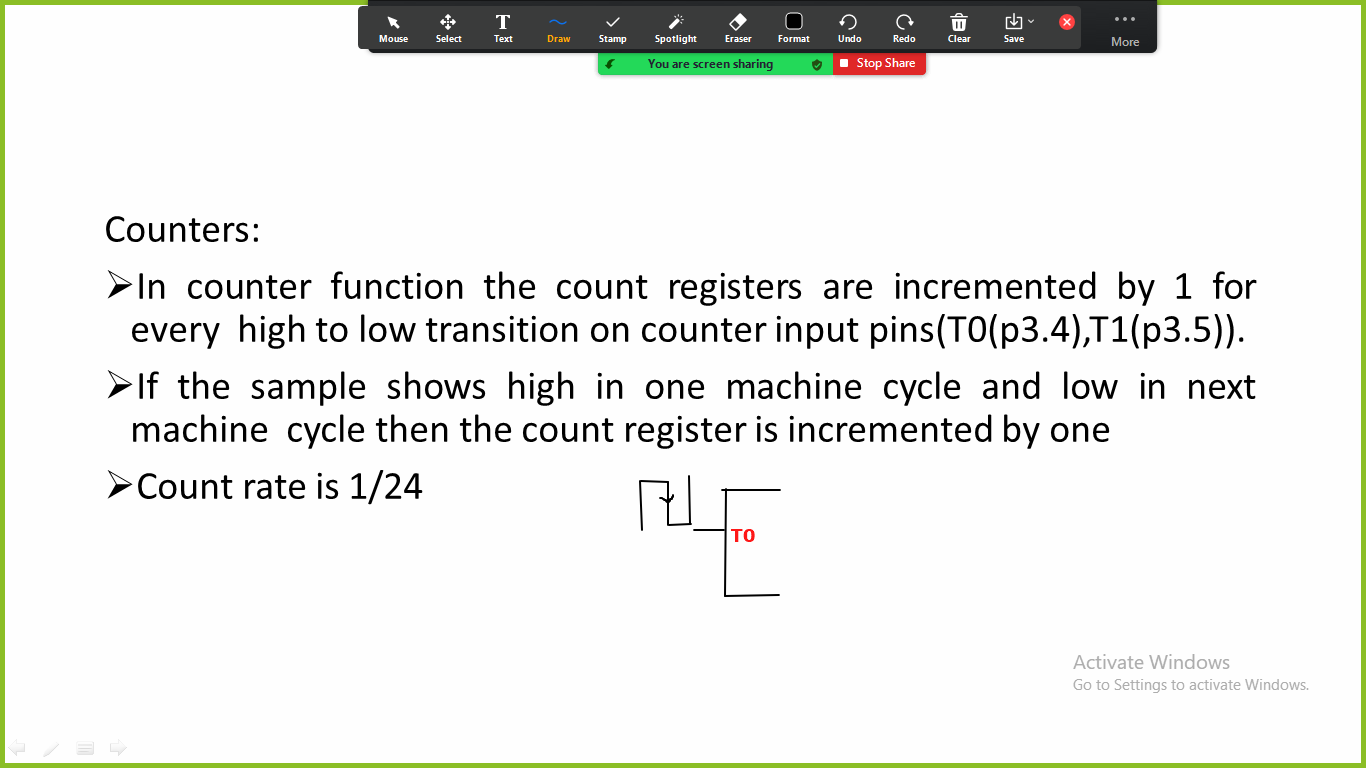 Mouse Select Text Draw Stamp Spotlight Eraser Format Undo Redo Clear Save More
You are screen sharing Stop Share
Counters:
➢In counter function the count registers are incremented by 1 for
every high to low transition on counter input pins(T0(p3.4),T1(p3.5)).
➢If the sample shows high in one machine cycle and low in next
machine cycle then the count register is incremented by one
➢Count rate is 1/24
T0
Activate Windows
Go to Settings to activate Windows.